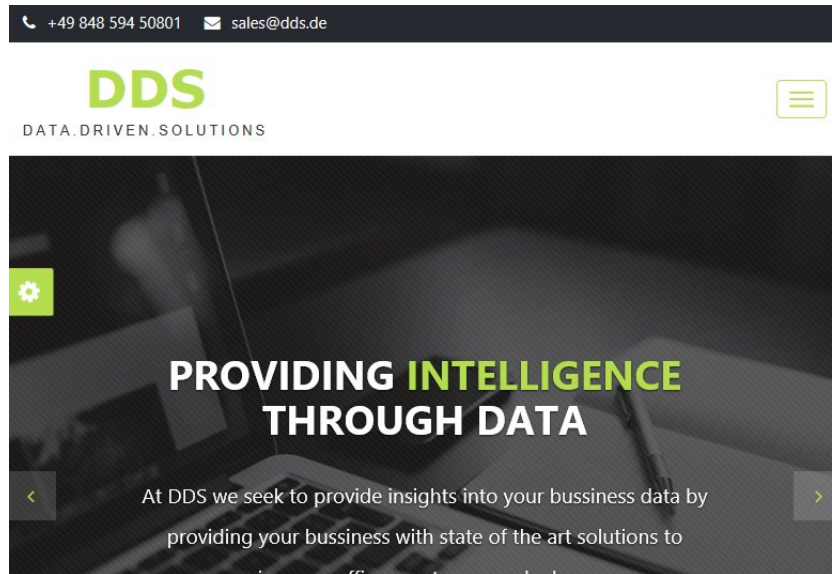 +49 848 594 50801 sales@dds.de
DDS
DATA.DRIVEN.SOLUTIONS
PROVIDING INTELLIGENCE
THROUGH DATA
At DDS we seek to provide insights into your bussiness data by
providing your bussiness with state of the art solutions to